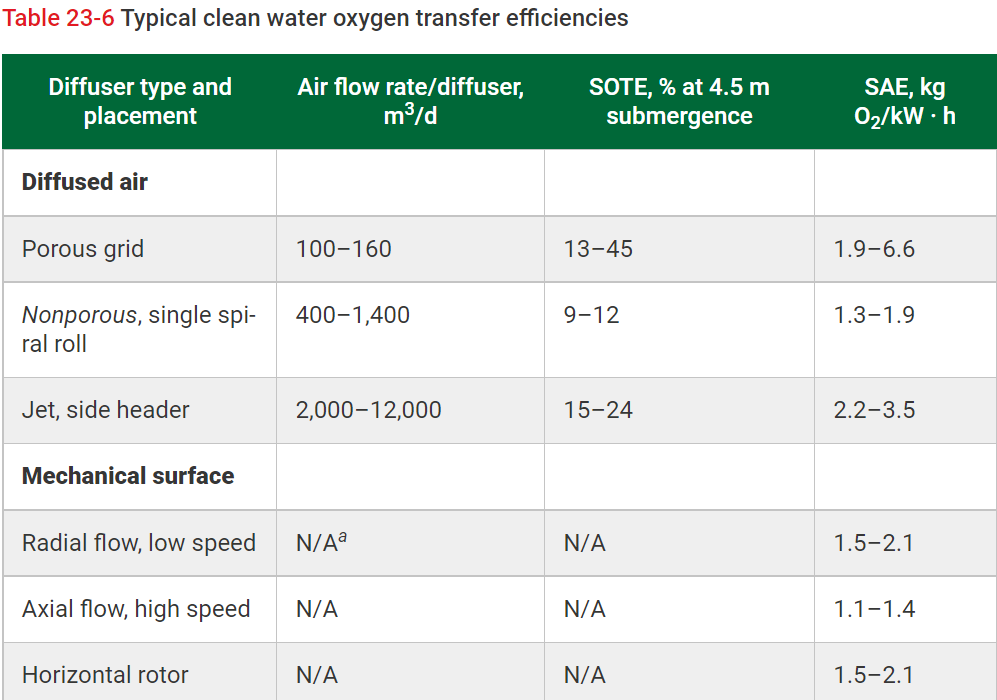 Table 23-6 Typical clean water oxygen transfer efficiencies
Diffuser type and placement
Air flow rate/diffuser, m³/d
SOTE, % at 4.5 m submergence
SAE, kg O₂/kW · h
Diffused air
Porous grid 100–160 13–45 1.9–6.6
Nonporous, single spi- 400–1,400 9–12 1.3–1.9
ral roll
Jet, side header 2,000–12,000 15–24 2.2–3.5
Mechanical surface
Radial flow, low speed N/Aᵃ N/A 1.5–2.1
Axial flow, high speed N/A N/A 1.1–1.4
Horizontal rotor N/A N/A 1.5–2.1